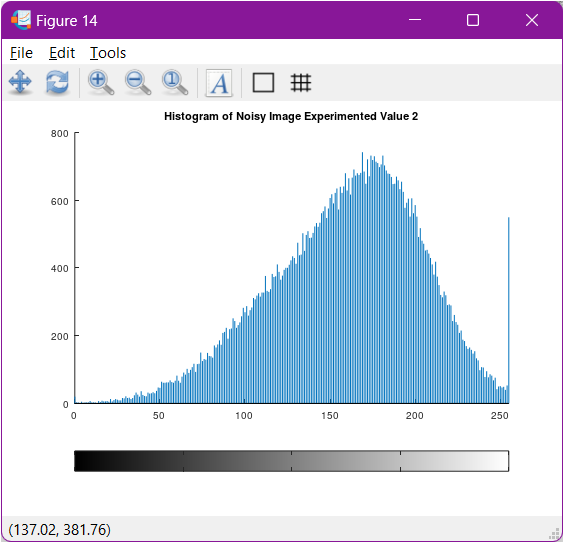 Figure 14
File Edit Tools
A
Histogram of Noisy Image Experimented Value 2
800
600
400
200
0
0 50 100 150 200 250
(137.02, 381.76)